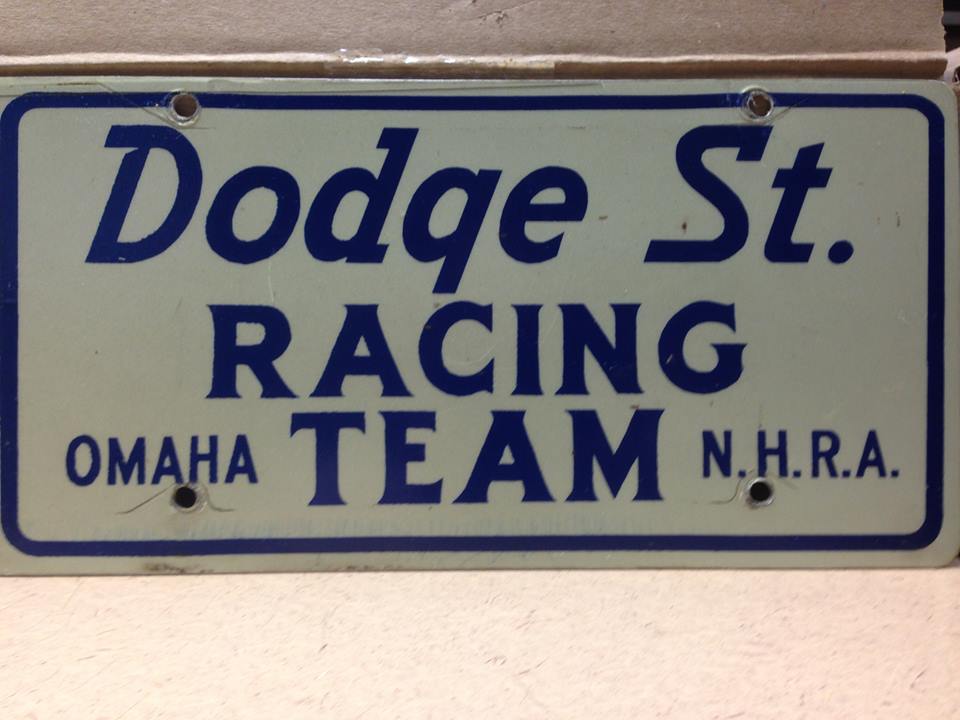 Dodge St.
RACING
OMAHA TEAM N.H.R.A.